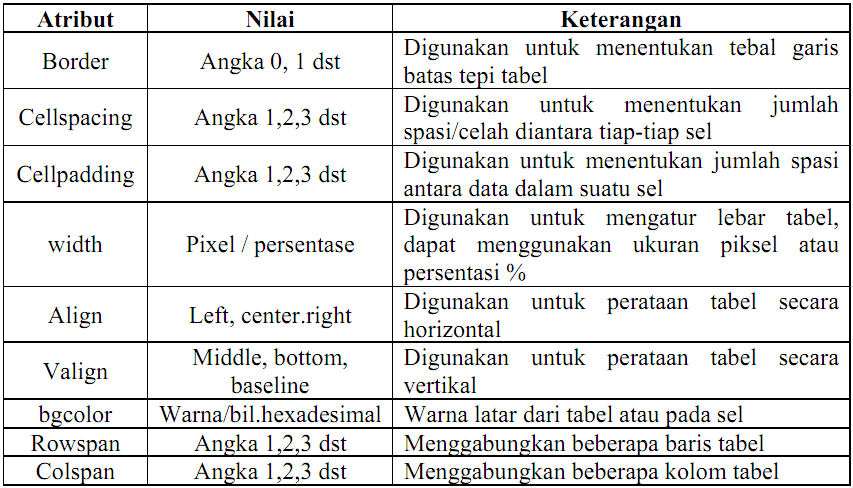 Atribut Nilai Keterangan
Border Angka 0, 1 dst Digunakan untuk menentukan tebal garis
batas tepi tabel
Cellspacing Angka 1,2,3 dst Digunakan untuk menentukan jumlah
spasi/celah diantara tiap-tiap sel
Cellpadding Angka 1,2,3 dst Digunakan untuk menentukan jumlah spasi
antara data dalam suatu sel
width Pixel / persentase Digunakan untuk mengatur lebar tabel,
dapat menggunakan ukuran piksel atau
persentasi %
Align Left, center.right Digunakan untuk perataan tabel secara
horizontal
Valign Middle, bottom,
baseline Digunakan untuk perataan tabel secara
vertikal
bgcolor Warna/bil.hexadesimal Warna latar dari tabel atau pada sel
Rowspan Angka 1,2,3 dst Menggabungkan beberapa baris tabel
Colspan Angka 1,2,3 dst Menggabungkan beberapa kolom tabel